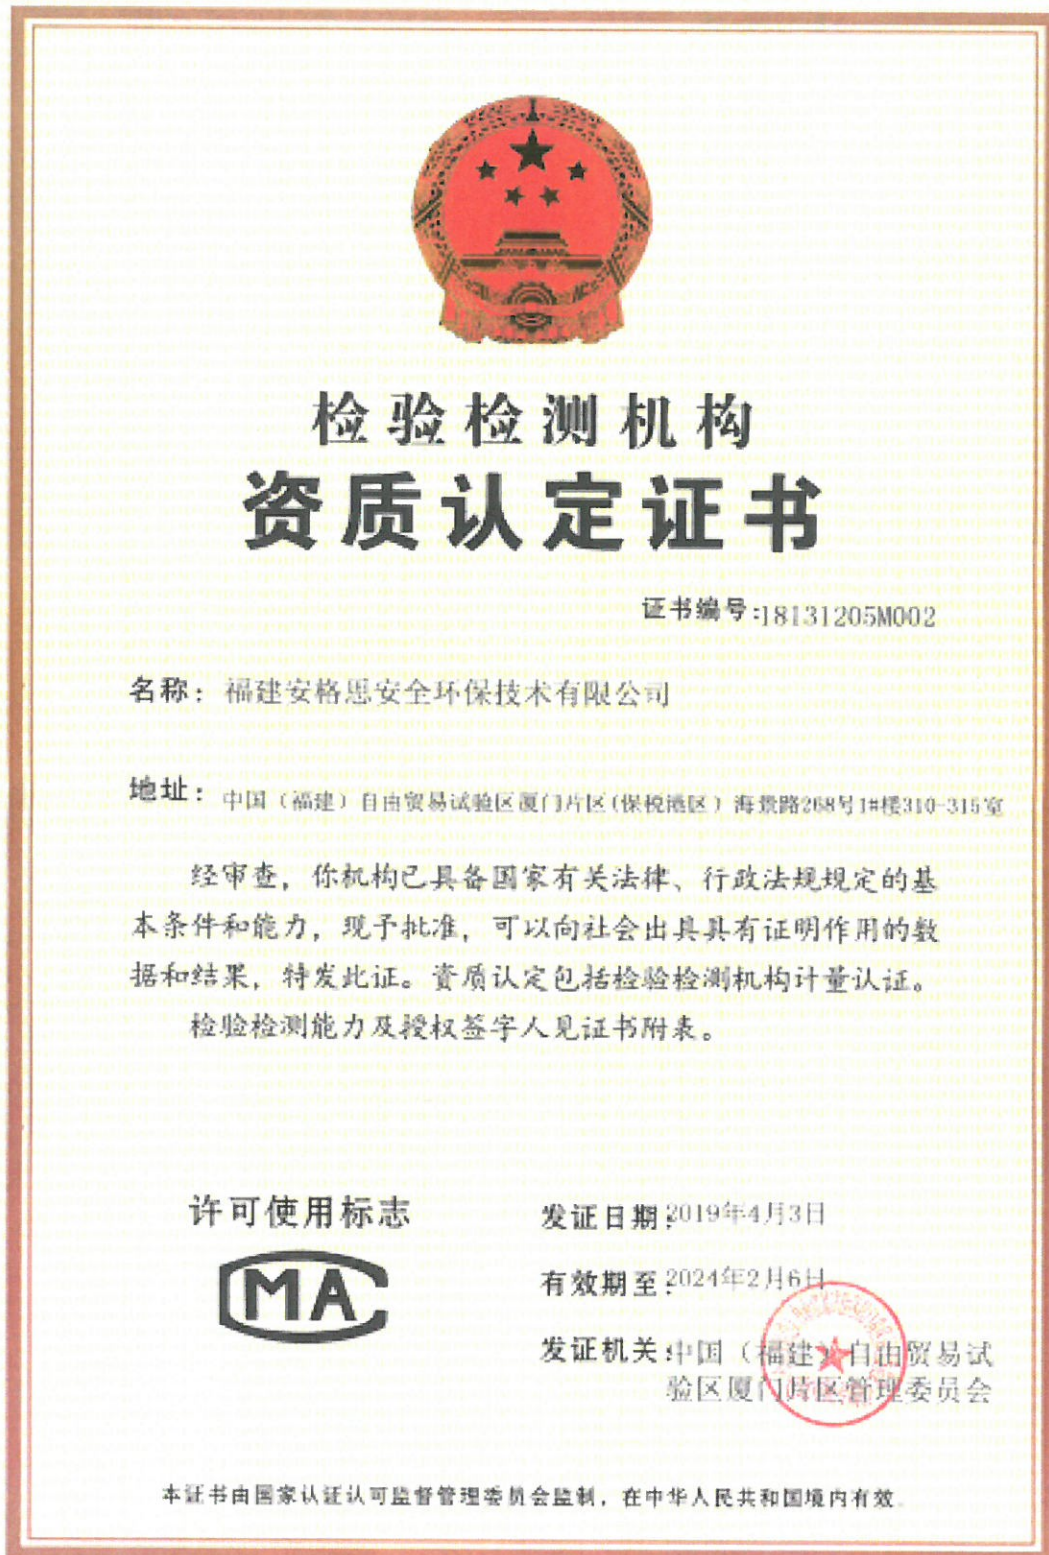 检验检测机构
资质认定证书
证书编号:18131205M002
名称：福建安格思安全环保技术有限公司
地址：中国（福建）自由贸易试验区厦门片区(保税港区）海景路268号1#楼310-315室
经审查，你机构已具备国家有关法律、行政法规规定的基
本条件和能力，现予批准，可以向社会出具具有证明作用的数
据和结果，特发此证。资质认定包括检验检测机构计量认证。
检验检测能力及授权签字人见证书附表。
许可使用标志
MA
发证日期:2019年4月3日
有效期至:2024年2月6日
发证机关:中国（福建）自由贸易试
验区厦门片区管理委员会
本证书由国家认证认可监督管理委员会监制，在中华人民共和国境内有效。